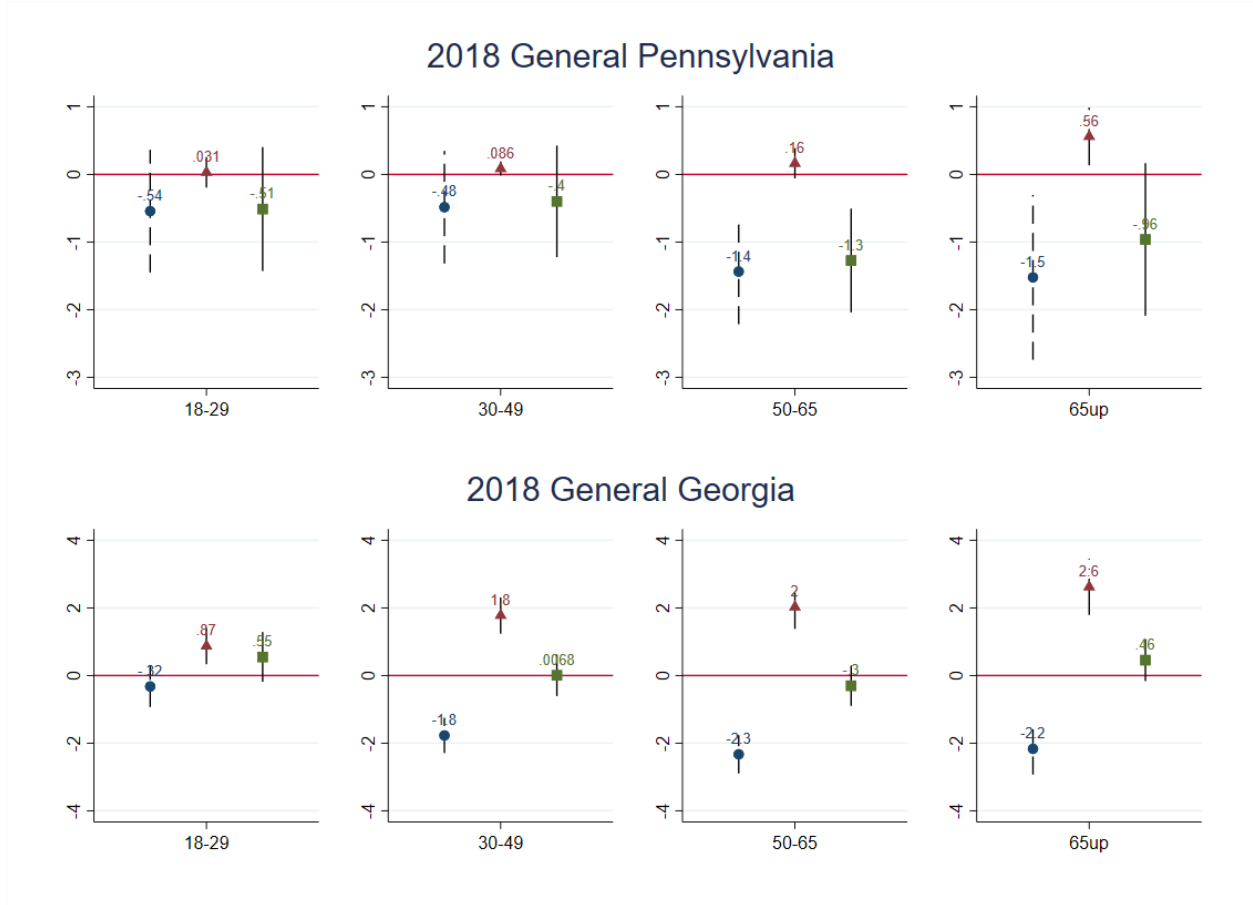 2018 General Pennsylvania
1 0 -1 -2 -3
.031
-.54 -.51
18-29
1 0 -1 -2 -3
.086
-.48 -.4
30-49
1 0 -1 -2 -3
.16
-1.4 -1.3
50-65
1 0 -1 -2 -3
.56
-1.5 -.96
65up
2018 General Georgia
4 2 0 -2 -4
.87
-.32 .55
18-29
4 2 0 -2 -4
1.8
-1.8 .0068
30-49
4 2 0 -2 -4
2
-2.3 -.3
50-65
4 2 0 -2 -4
2.6
-2.2 .46
65up